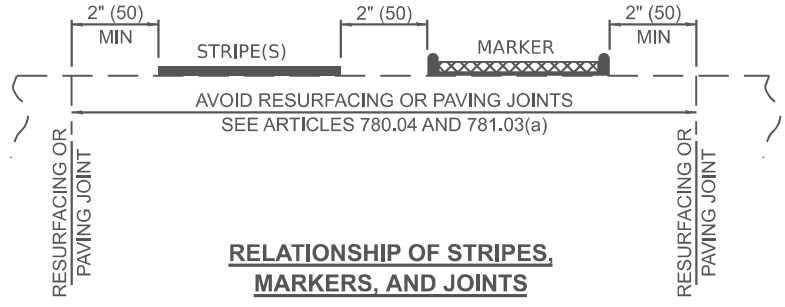 2" (50)
MIN
2" (50)
2" (50)
MIN
STRIPE(S)
MARKER
AVOID RESURFACING OR PAVING JOINTS
SEE ARTICLES 780.04 AND 781.03(a)
RESURFACING OR
PAVING JOINT
RESURFACING OR
PAVING JOINT
RELATIONSHIP OF STRIPES,
MARKERS, AND JOINTS